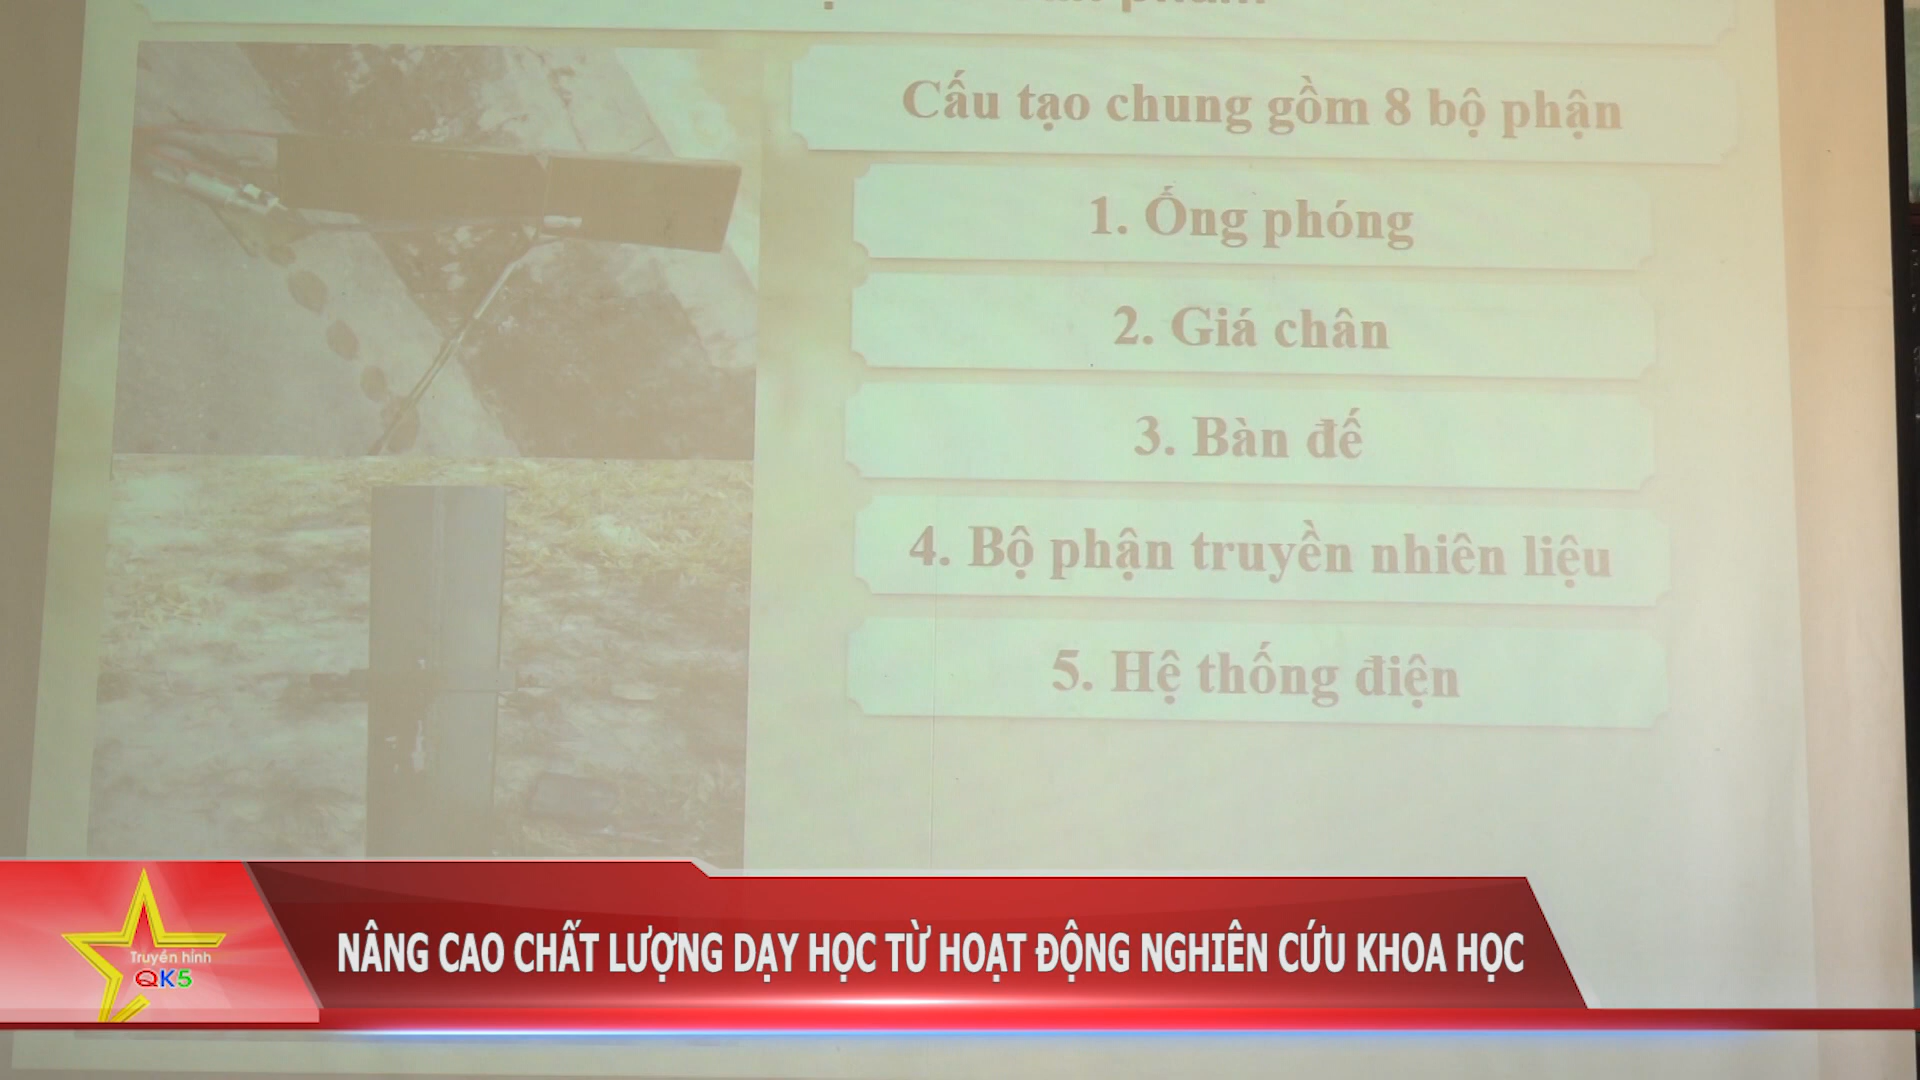 Cấu tạo chung gồm 8 bộ phận
1. Ống phóng
2. Giá chân
3. Bàn đế
4. Bộ phận truyền nhiên liệu
5. Hệ thống điện
NÂNG CAO CHẤT LƯỢNG DẠY HỌC TỪ HOẠT ĐỘNG NGHIÊN CỨU KHOA HỌC
Truyền hình
QK5